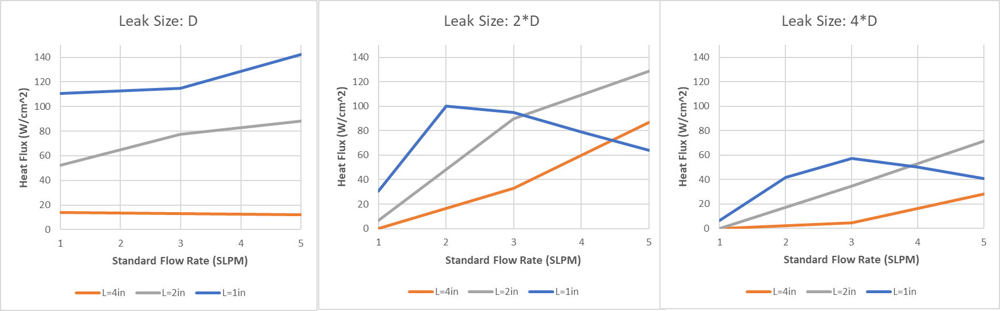 Leak Size: D
Heat Flux (W/cm^2)
140
120
100
80
60
40
20
0
1 2 3 4 5
Standard Flow Rate (SLPM)
L=4in L=2in L=1in
Leak Size: 2*D
Heat Flux (W/cm^2)
140
120
100
80
60
40
20
0
1 2 3 4 5
Standard Flow Rate (SLPM)
L=4in L=2in L=1in
Leak Size: 4*D
Heat Flux (W/cm^2)
140
120
100
80
60
40
20
0
1 2 3 4 5
Standard Flow Rate (SLPM)
L=4in L=2in L=1in